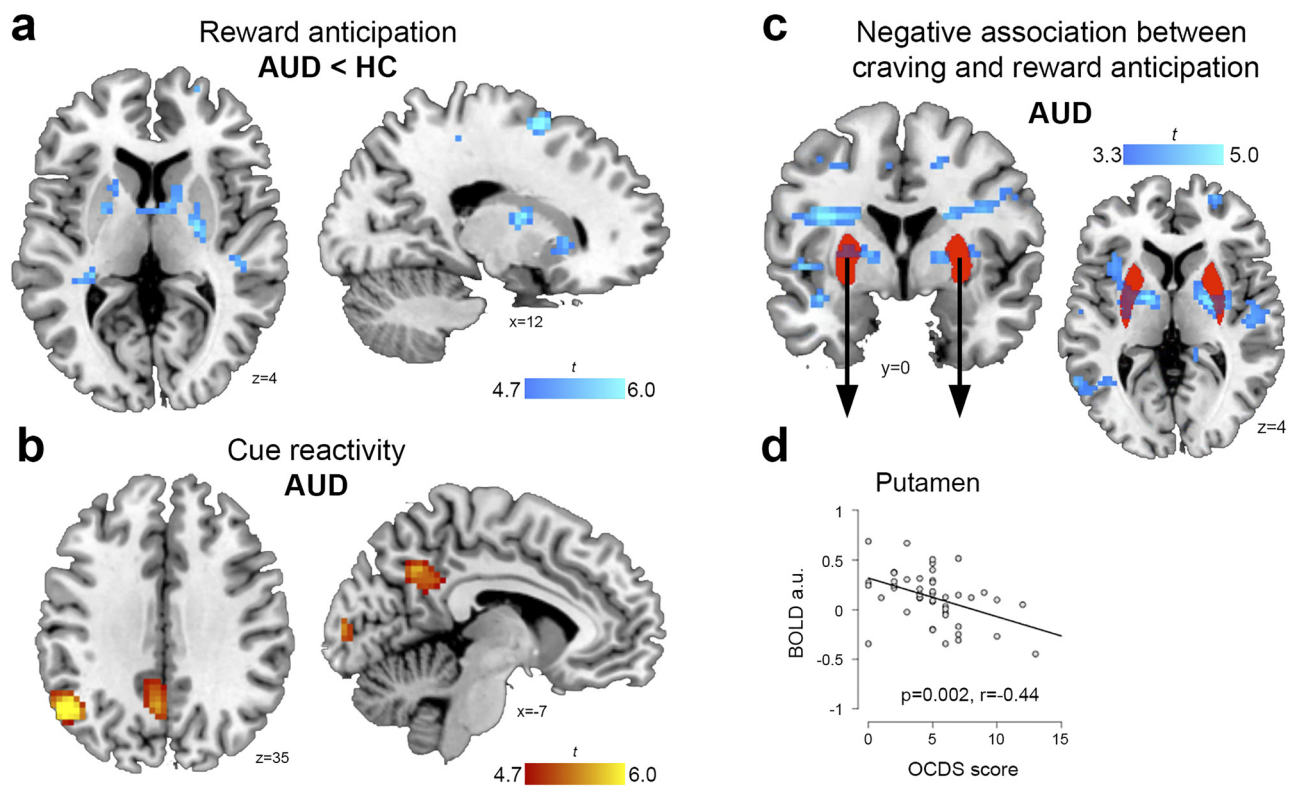 a
Reward anticipation
AUD < HC
z=4
x=12
t
4.7 6.0
b
Cue reactivity
AUD
z=35
x=-7
t
4.7 6.0
c
Negative association between
craving and reward anticipation
AUD
t
3.3 5.0
y=0
z=4
d
Putamen
BOLD a.u.
1
0.5
0
-0.5
-1
p=0.002, r=-0.44
0 5 10 15
OCDS score